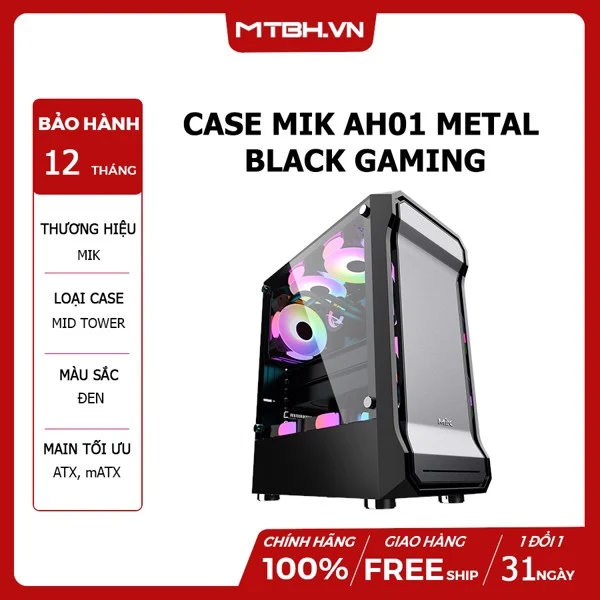 MTBH.VN
BẢO HÀNH
12 THÁNG
THƯƠNG HIỆU
MIK
LOẠI CASE
MID TOWER
MÀU SẮC
ĐEN
MAIN TỐI ƯU
ATX, mATX
CASE MIK AH01 METAL
BLACK GAMING
MIK
CHÍNH HÃNG
100%
GIAO HÀNG
FREE SHIP
1 ĐỔI 1
31 NGÀY